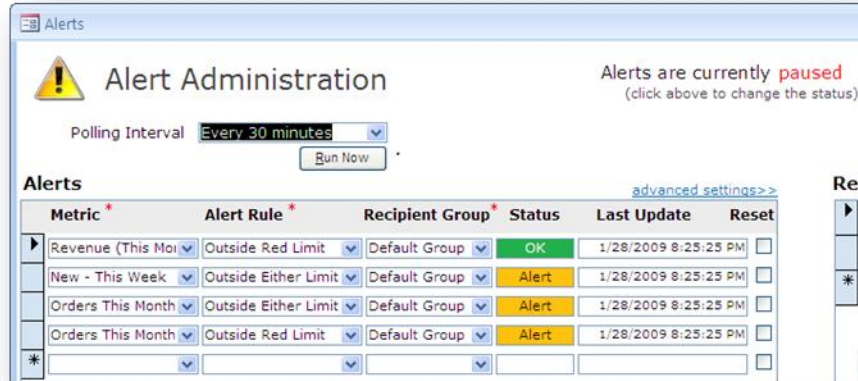 Alerts
Alert Administration
Alerts are currently paused
(click above to change the status)
Polling Interval Every 30 minutes
Run Now
Alerts
advanced settings>>
Re
Metric * Alert Rule * Recipient Group * Status Last Update Reset
Revenue (This Mo Outside Red Limit Default Group OK 1/28/2009 8:25:25 PM
New - This Week Outside Either Limit Default Group Alert 1/28/2009 8:25:25 PM
Orders This Month Outside Either Limit Default Group Alert 1/28/2009 8:25:25 PM
Orders This Month Outside Red Limit Default Group Alert 1/28/2009 8:25:25 PM